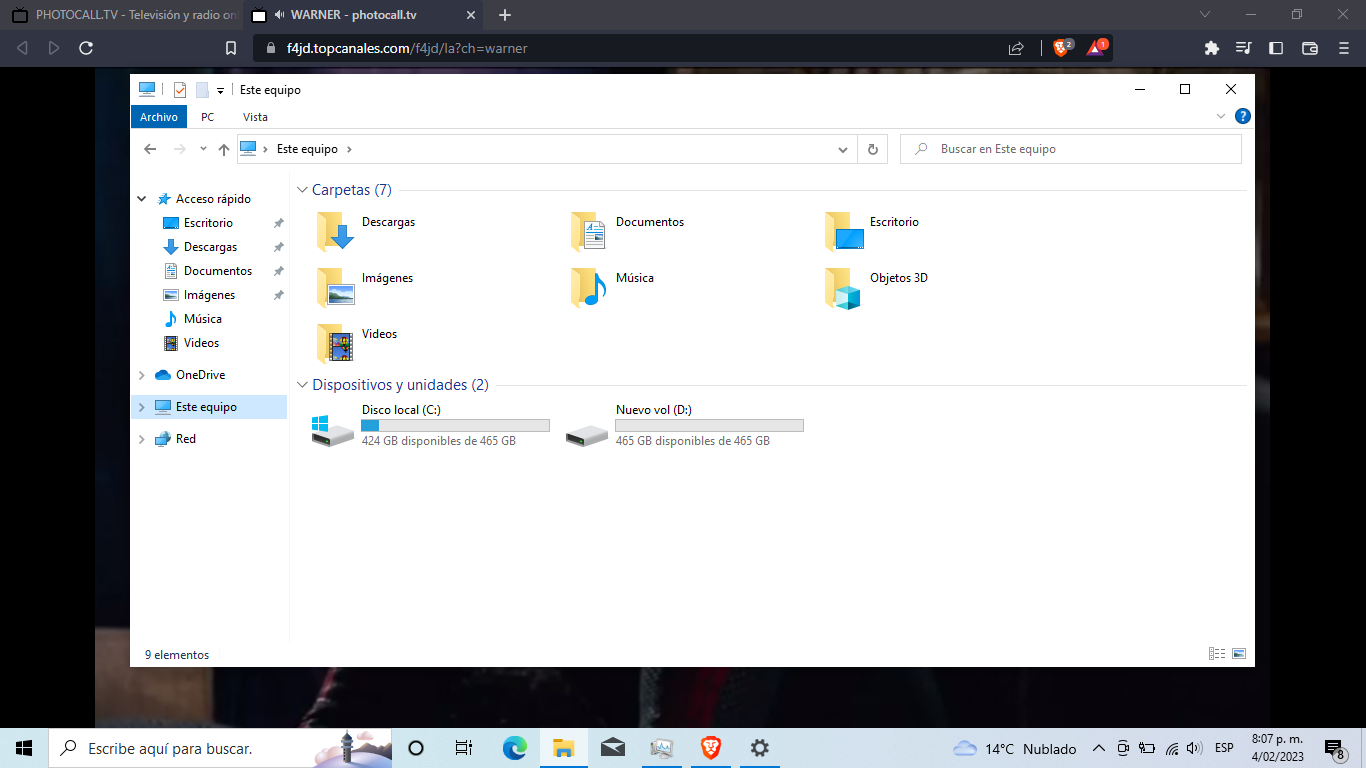 PHOTOCALL.TV - Televisión y radio onl
WARNER - photocall.tv
f4jd.topcanales.com/f4jd/la?ch=warner
2
1
Este equipo
Archivo
PC
Vista
Este equipo
Buscar en Este equipo
Acceso rápido
Escritorio
Descargas
Documentos
Imágenes
Música
Videos
OneDrive
Este equipo
Red
Carpetas (7)
Descargas
Documentos
Escritorio
Imágenes
Música
Objetos 3D
Videos
Dispositivos y unidades (2)
Disco local (C:)
424 GB disponibles de 465 GB
Nuevo vol (D:)
465 GB disponibles de 465 GB
9 elementos
Escribe aquí para buscar.
14°C Nublado
ESP
8:07 p. m.
4/02/2023
8